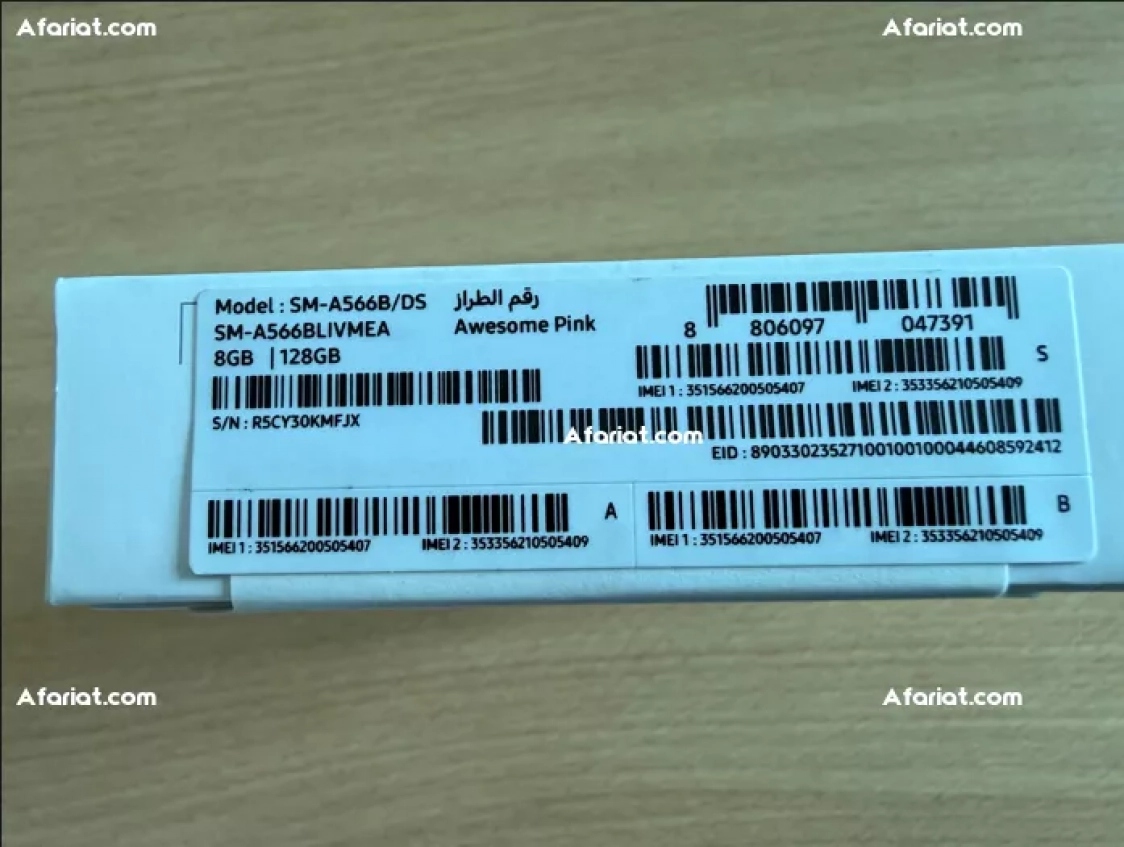 Afariat.com
Afariat.com
Model : SM-A566B/DS رقم الطراز
SM-A566BLIVMEA Awesome Pink
8GB | 128GB
8 806097 047391
S
IMEI 1 : 351566200505407 IMEI 2 : 353356210505409
S/N : R5CY30KMFJX
Afariat.com
EID : 89033023527100100100044608592412
A
IMEI 1 : 351566200505407 IMEI 2 : 353356210505409
B
IMEI 1 : 351566200505407 IMEI 2 : 353356210505409
Afariat.com
Afariat.com